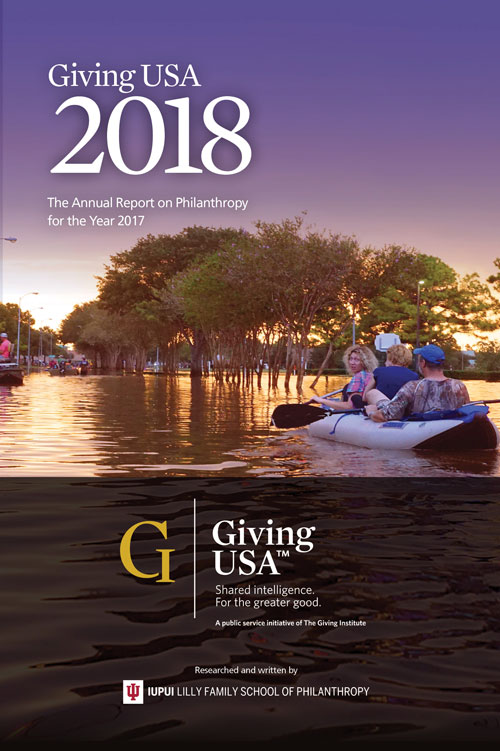 Giving USA
2018
The Annual Report on Philanthropy
for the Year 2017
G
Giving
USA™
Shared intelligence.
For the greater good.
A public service initiative of The Giving Institute
Researched and written by
IUPUI LILLY FAMILY SCHOOL OF PHILANTHROPY